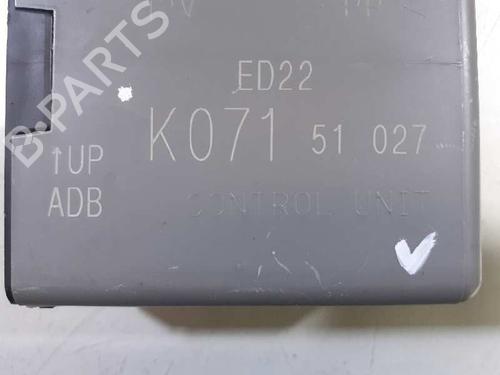 B-PARTS
ED22
K071 51 027
↑UP
ADB
CONTROL UNIT